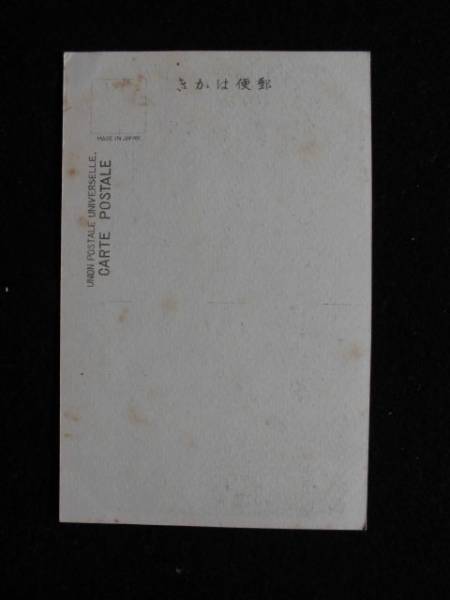 郵便はかき
MADE IN JAPAN
UNION POSTALE UNIVERSELLE.
CARTE POSTALE